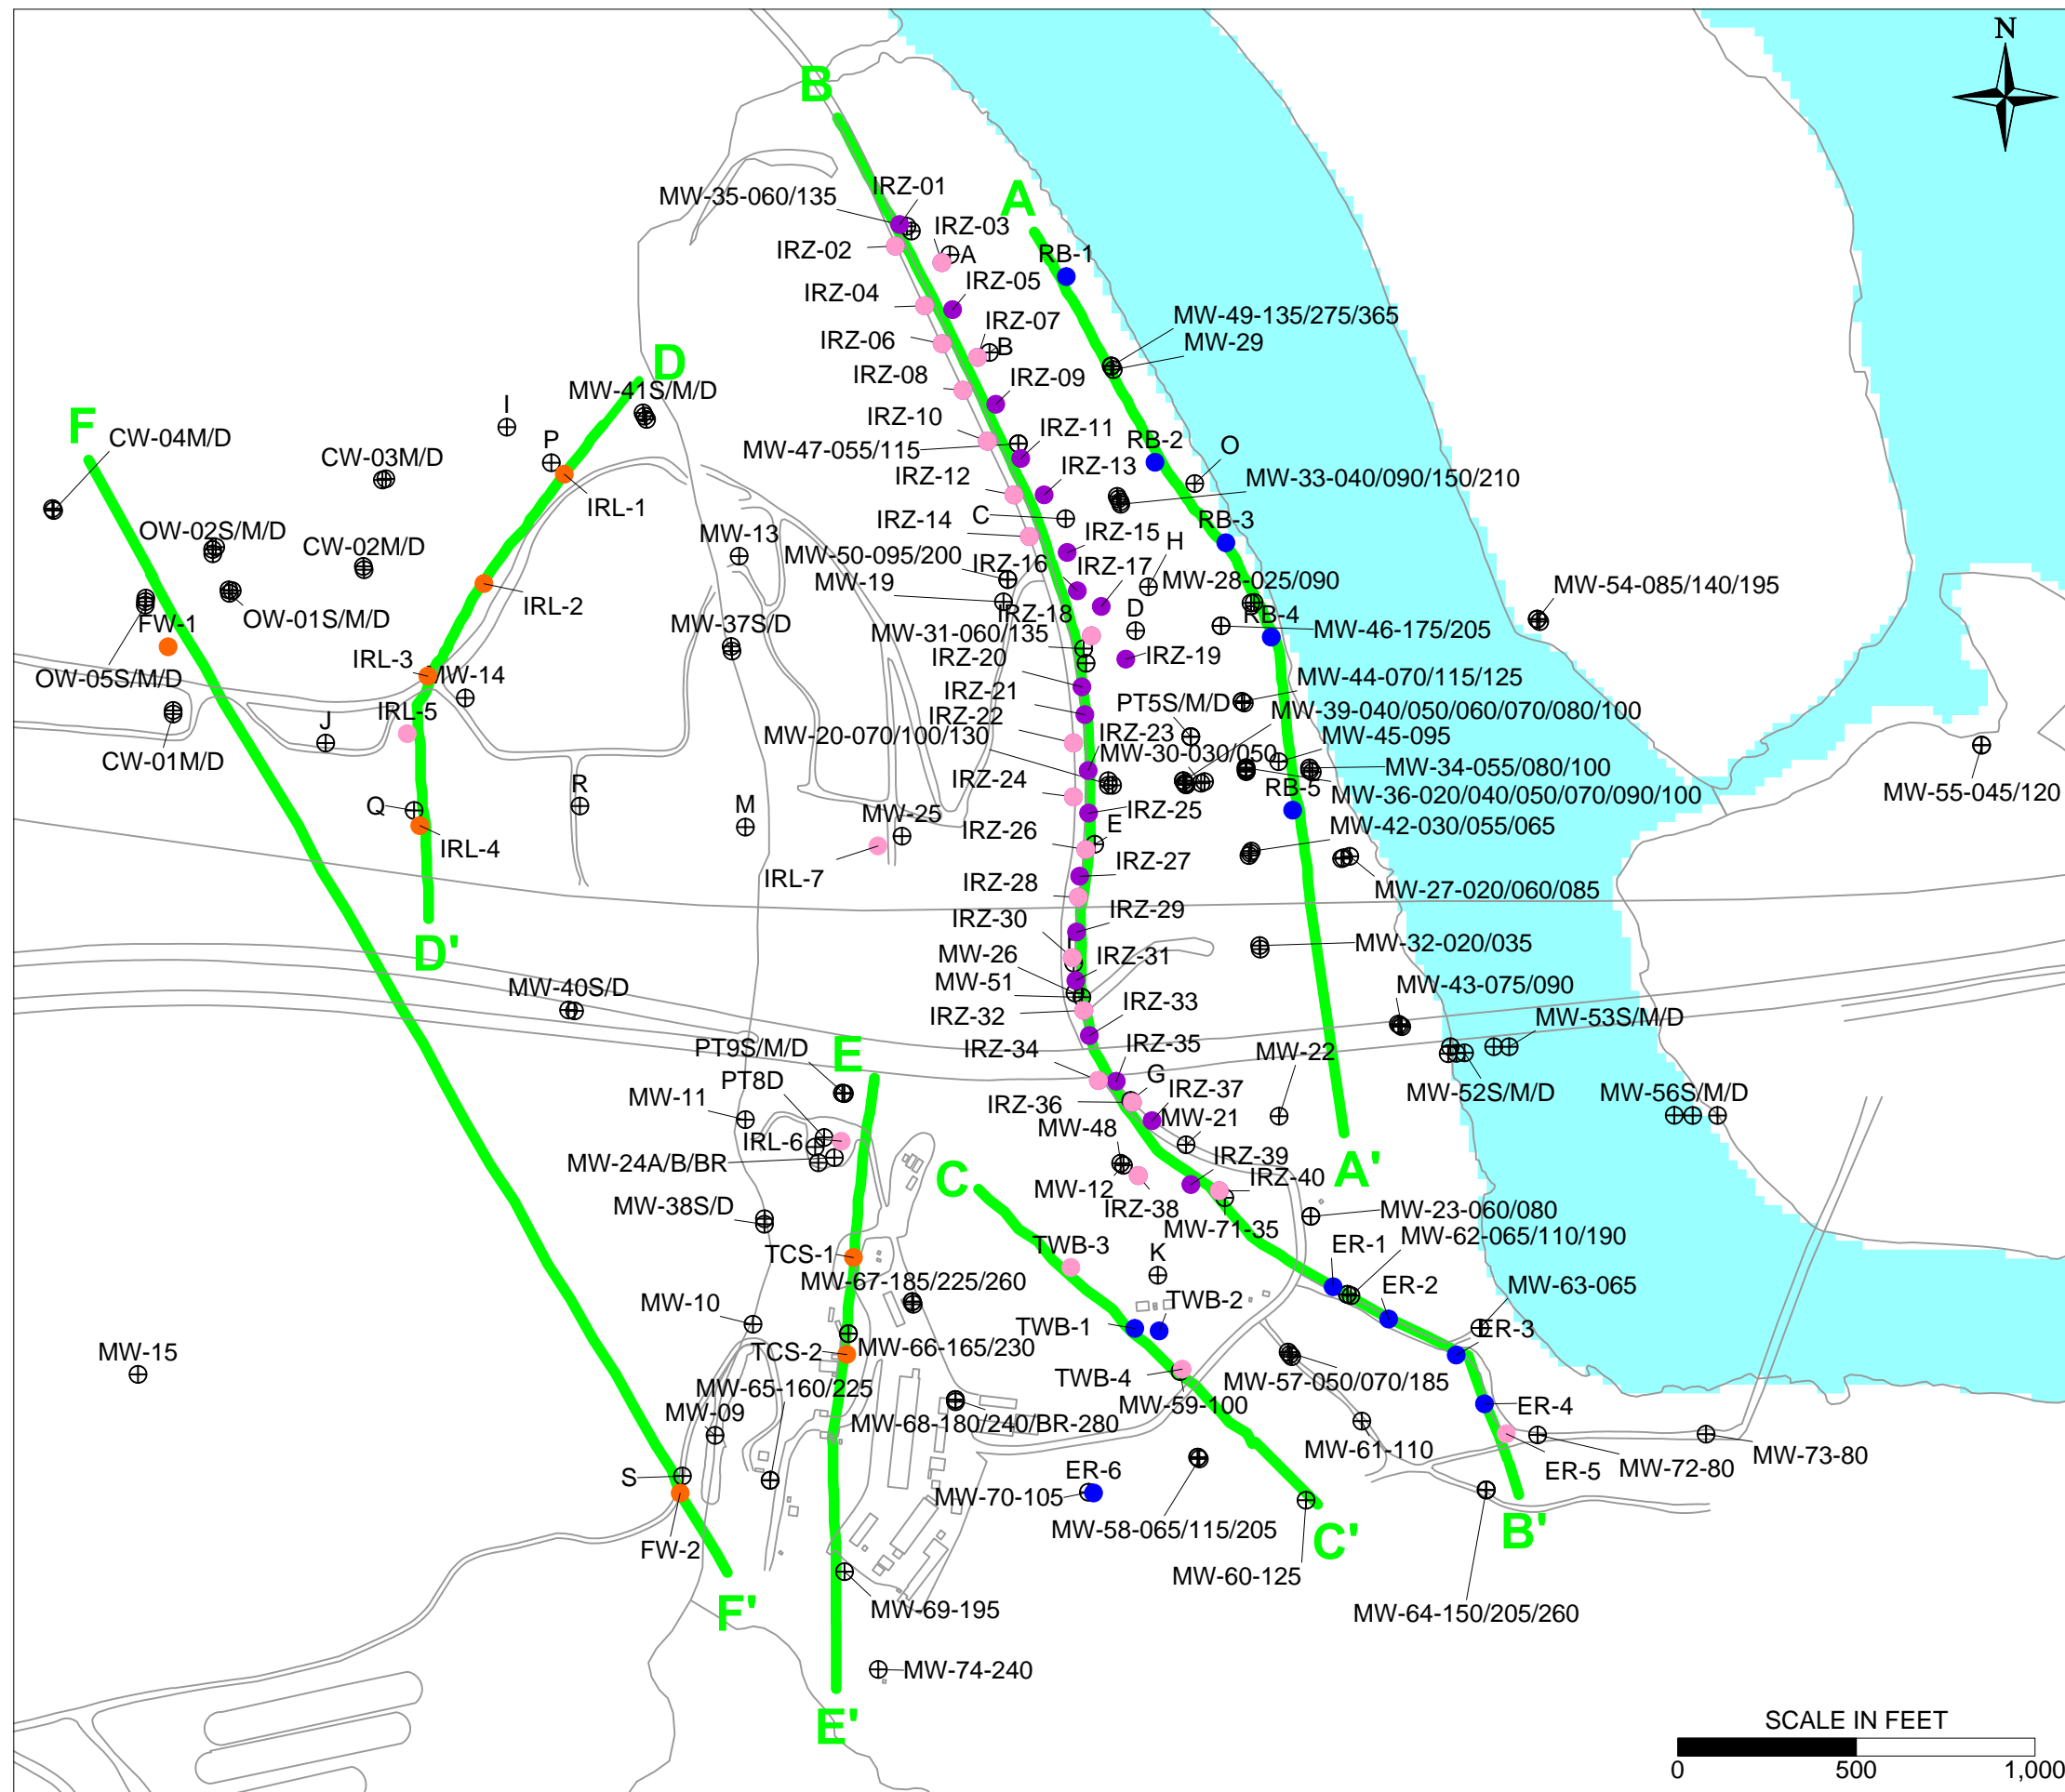 N
B
IRZ-01
MW-35-060/135
A
IRZ-03
IRZ-02
A
RB-1
IRZ-05
IRZ-04
MW-49-135/275/365
IRZ-07
IRZ-06
MW-29
B
D
IRZ-08
IRZ-09
MW-41S/M/D
I
F
IRZ-10
CW-04M/D
P
IRZ-11
MW-47-055/115
RB-2
O
CW-03M/D
IRZ-13
IRZ-12
MW-33-040/090/150/210
IRL-1
C
IRZ-14
RB-3
OW-02S/M/D
MW-13
IRZ-15
H
CW-02M/D
MW-50-095/200
IRZ-16
IRZ-17
MW-19
MW-28-025/090
MW-54-085/140/195
IRL-2
OW-01S/M/D
IRZ-18
D
RB-4
FW-1
MW-37S/D
MW-31-060/135
MW-46-175/205
IRL-3
IRZ-20
IRZ-19
OW-05S/M/D
MW-14
MW-44-070/115/125
IRZ-21
PT5S/M/D
IRL-5
IRZ-22
MW-39-040/050/060/070/080/100
J
MW-20-070/100/130
IRZ-23
MW-45-095
CW-01M/D
MW-30-030/050
MW-34-055/080/100
R
IRZ-24
RB-5
MW-36-020/040/050/070/090/100
MW-55-045/120
Q
M
MW-25
IRZ-25
IRZ-26
E
MW-42-030/055/065
IRL-4
IRL-7
IRZ-27
IRZ-28
MW-27-020/060/085
IRZ-30
IRZ-29
D'
MW-26
MW-32-020/035
MW-51
IRZ-31
MW-40S/D
IRZ-33
MW-43-075/090
IRZ-32
MW-53S/M/D
PT9S/M/D
E
IRZ-34
IRZ-35
MW-22
PT8D
G
MW-11
IRZ-36
IRZ-37
MW-52S/M/D
MW-56S/M/D
MW-21
IRL-6
MW-48
A'
MW-24A/B/BR
C
IRZ-39
MW-12
IRZ-40
MW-38S/D
IRZ-38
MW-71-35
MW-23-060/080
TCS-1
TWB-3
K
ER-1
MW-62-065/110/190
MW-67-185/225/260
ER-2
MW-63-065
MW-10
TWB-1
TWB-2
ER-3
TCS-2
MW-66-165/230
MW-15
TWB-4
MW-57-050/070/185
MW-65-160/225
MW-59-100
ER-4
MW-09
MW-68-180/240/BR-280
MW-61-110
MW-73-80
S
ER-6
ER-5
MW-72-80
MW-70-105
FW-2
MW-58-065/115/205
C'
B'
MW-60-125
F'
MW-69-195
MW-64-150/205/260
MW-74-240
E'
SCALE IN FEET
0 500 1,000